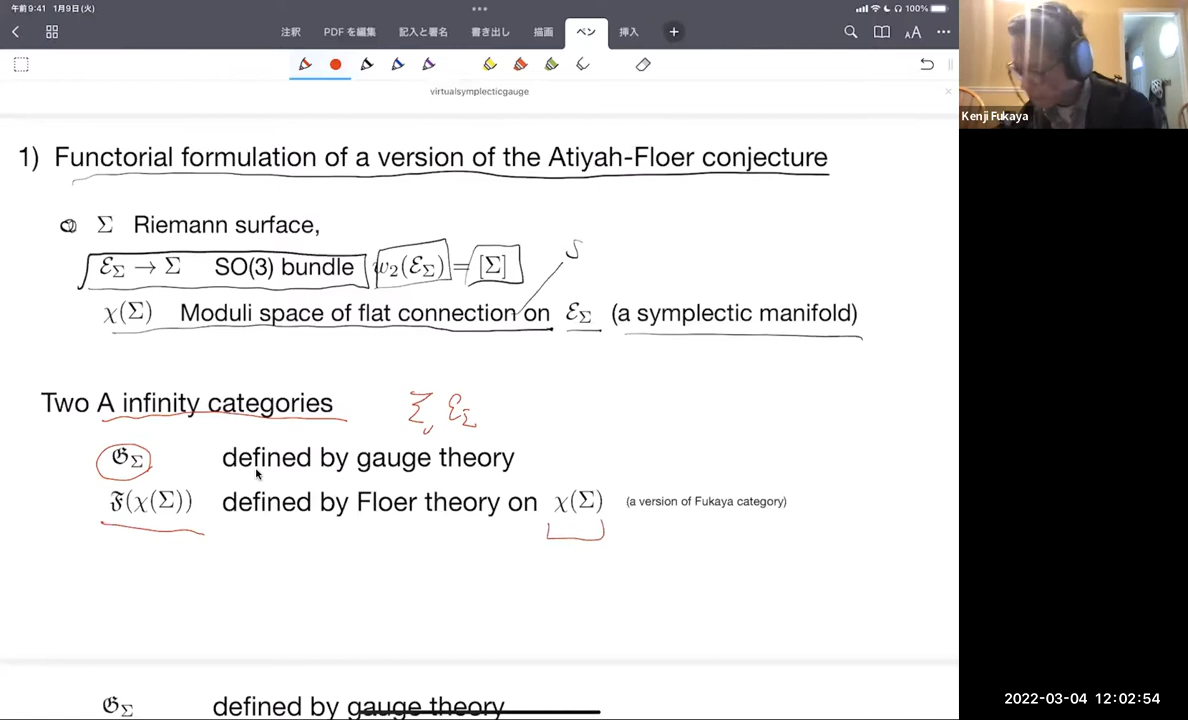 午前9:41 1月9日(火)
100%
注釈 PDF を編集 記入と署名 書き出し 描画 ペン 挿入 +
AA
virtualsymplecticgauge
Kenji Fukaya
1) Functorial formulation of a version of the Atiyah-Floer conjecture
Σ Riemann surface,
ℰ_Σ → Σ SO(3) bundle w₂(ℰ_Σ) = [Σ]
χ(Σ) Moduli space of flat connection on ℰ_Σ (a symplectic manifold)
Two A infinity categories Σ, ℰ_Σ
𝔊_Σ defined by gauge theory
𝔉(χ(Σ)) defined by Floer theory on χ(Σ) (a version of Fukaya category)
𝔊_Σ defined by gauge theory
2022-03-04 12:02:54